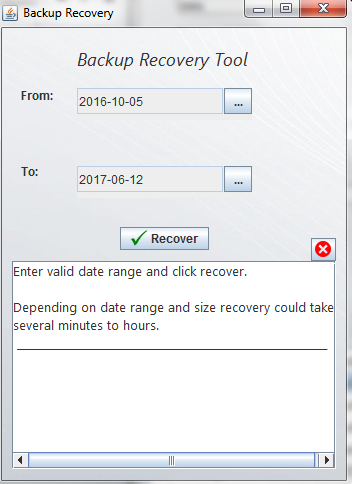 Backup Recovery
Backup Recovery Tool
From:
2016-10-05
...
To:
2017-06-12
...
Recover
Enter valid date range and click recover.
Depending on date range and size recovery could take
several minutes to hours.